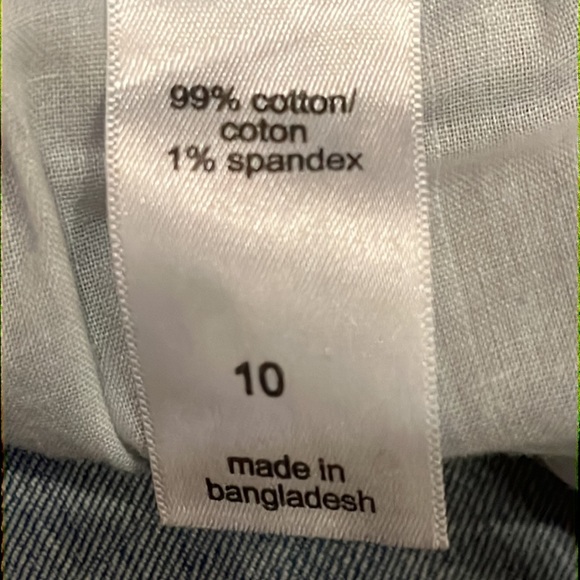 99% cotton/
coton
1% spandex
10
made in
bangladesh